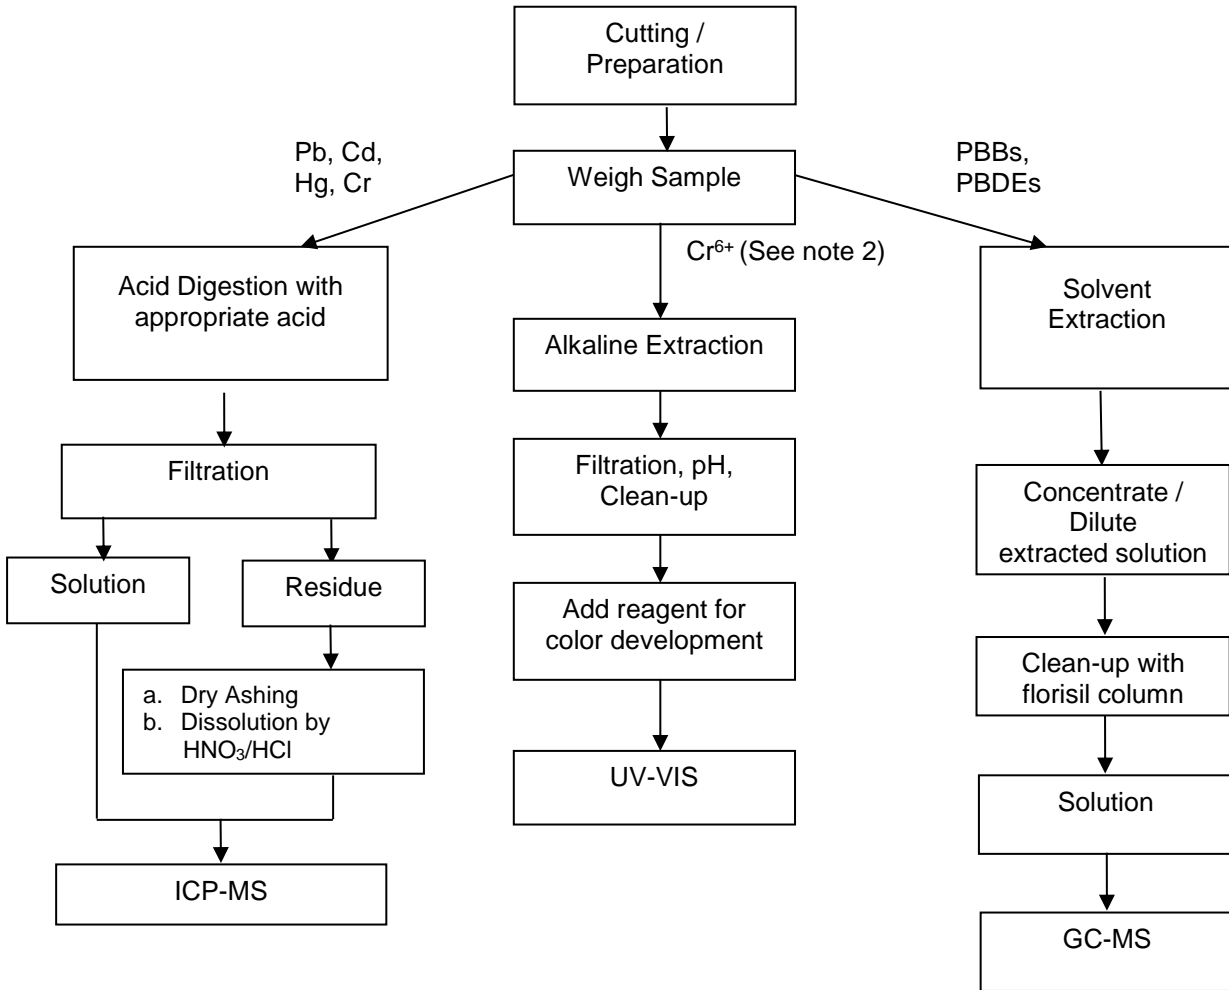 Cutting /
Preparation
Pb, Cd,
Hg, Cr
Weigh Sample
PBBs,
PBDEs
Cr⁶⁺ (See note 2)
Acid Digestion with
appropriate acid
Solvent
Extraction
Alkaline Extraction
Filtration
Filtration, pH,
Clean-up
Concentrate /
Dilute
extracted solution
Solution
Residue
Add reagent for
color development
a. Dry Ashing
b. Dissolution by
HNO₃/HCl
Clean-up with
florisil column
UV-VIS
Solution
ICP-MS
GC-MS